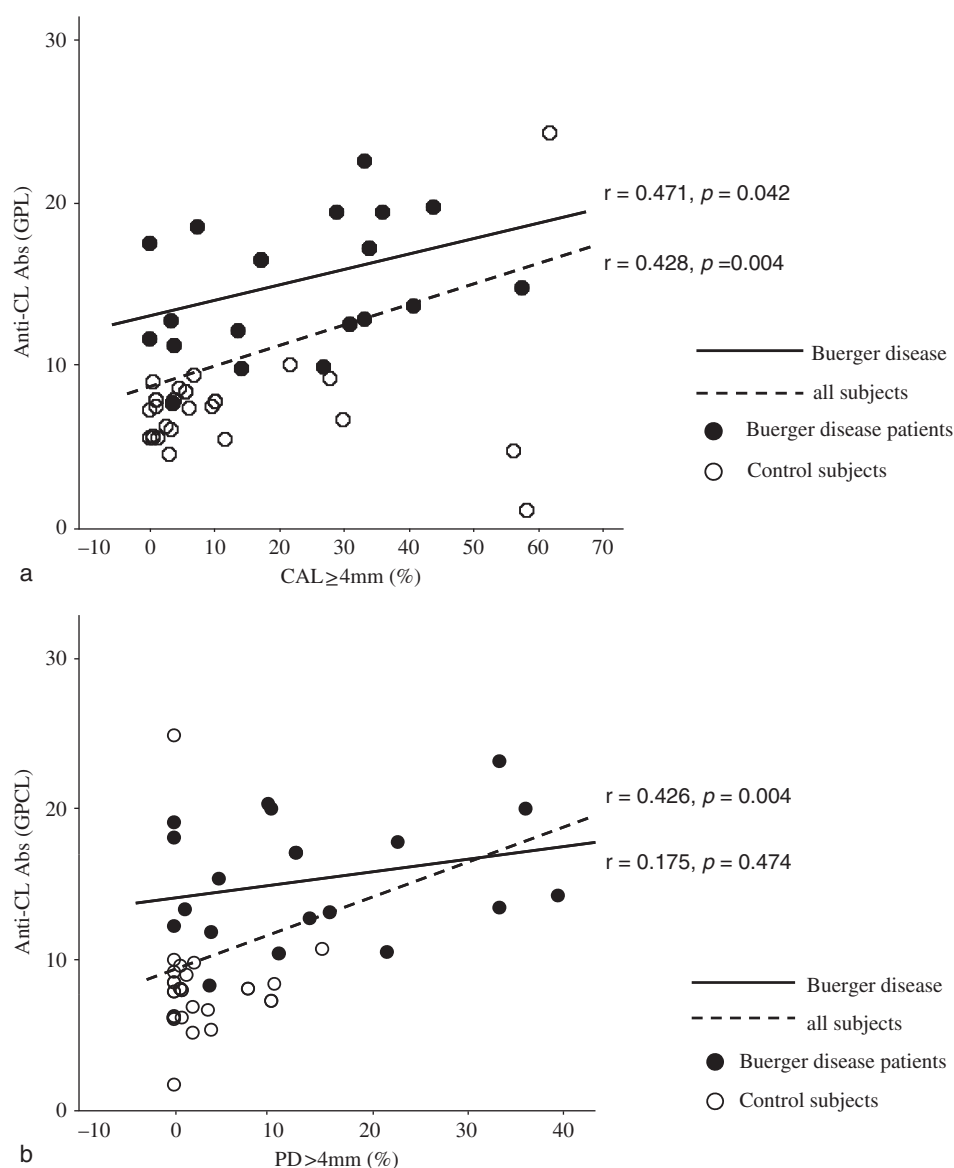 30
20
10
0
Anti-CL Abs (GPL)
r = 0.471, p = 0.042
r = 0.428, p =0.004
Buerger disease
all subjects
Buerger disease patients
Control subjects
–10 0 10 20 30 40 50 60 70
CAL≥4mm (%)
a
30
20
10
0
Anti-CL Abs (GPCL)
r = 0.426, p = 0.004
r = 0.175, p = 0.474
Buerger disease
all subjects
Buerger disease patients
Control subjects
–10 0 10 20 30 40
PD>4mm (%)
b